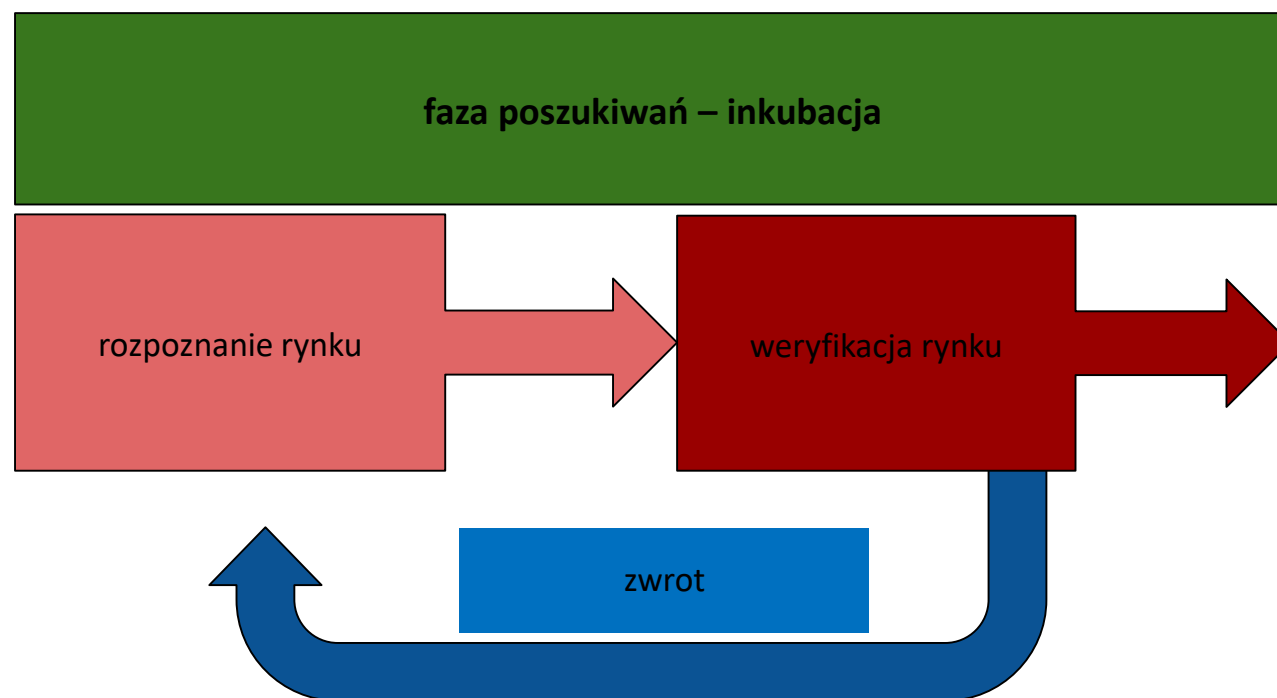 faza poszukiwań – inkubacja
rozpoznanie rynku
weryfikacja rynku
zwrot